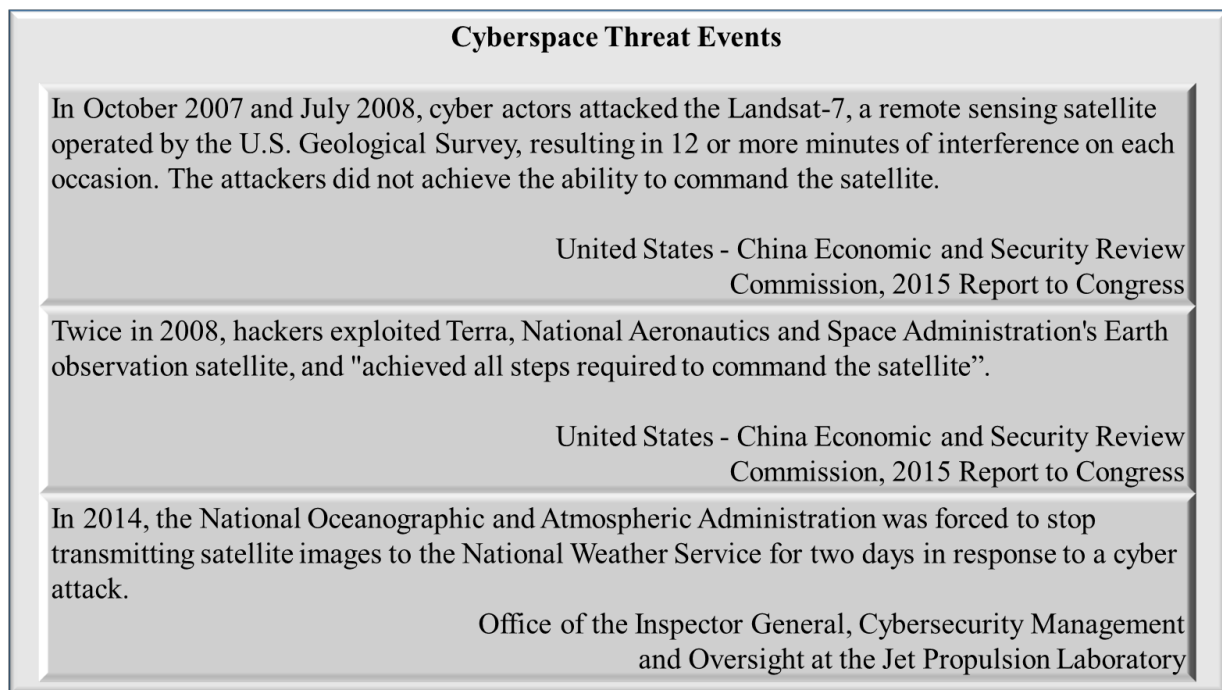 Cyberspace Threat Events
In October 2007 and July 2008, cyber actors attacked the Landsat-7, a remote sensing satellite
operated by the U.S. Geological Survey, resulting in 12 or more minutes of interference on each
occasion. The attackers did not achieve the ability to command the satellite.
United States - China Economic and Security Review
Commission, 2015 Report to Congress
Twice in 2008, hackers exploited Terra, National Aeronautics and Space Administration's Earth
observation satellite, and "achieved all steps required to command the satellite”.
United States - China Economic and Security Review
Commission, 2015 Report to Congress
In 2014, the National Oceanographic and Atmospheric Administration was forced to stop
transmitting satellite images to the National Weather Service for two days in response to a cyber
attack.
Office of the Inspector General, Cybersecurity Management
and Oversight at the Jet Propulsion Laboratory